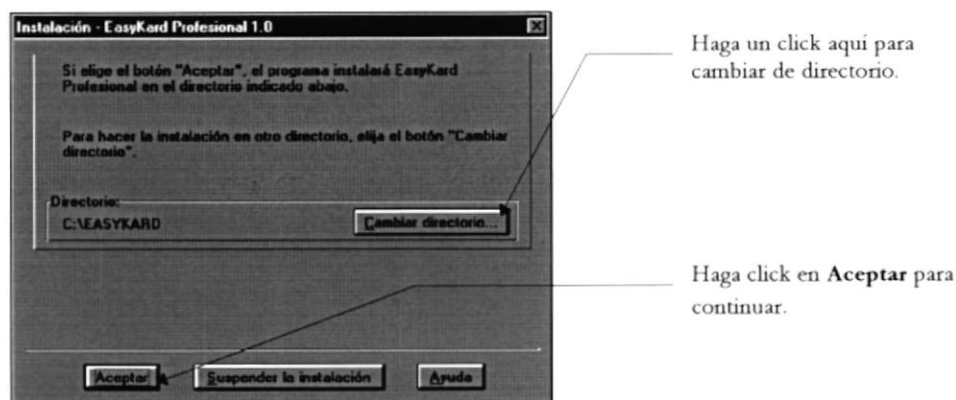 Instalación - EasyKard Profesional 1.0
Si elige el botón "Aceptar", el programa instalará EasyKard
Profesional en el directorio indicado abajo.
Para hacer la instalación en otro directorio, elija el botón "Cambiar
directorio".
Directorio:
C:\EASYKARD
Cambiar directorio...
Aceptar
Suspender la instalación
Ayuda
Haga un click aquí para
cambiar de directorio.
Haga click en Aceptar para
continuar.